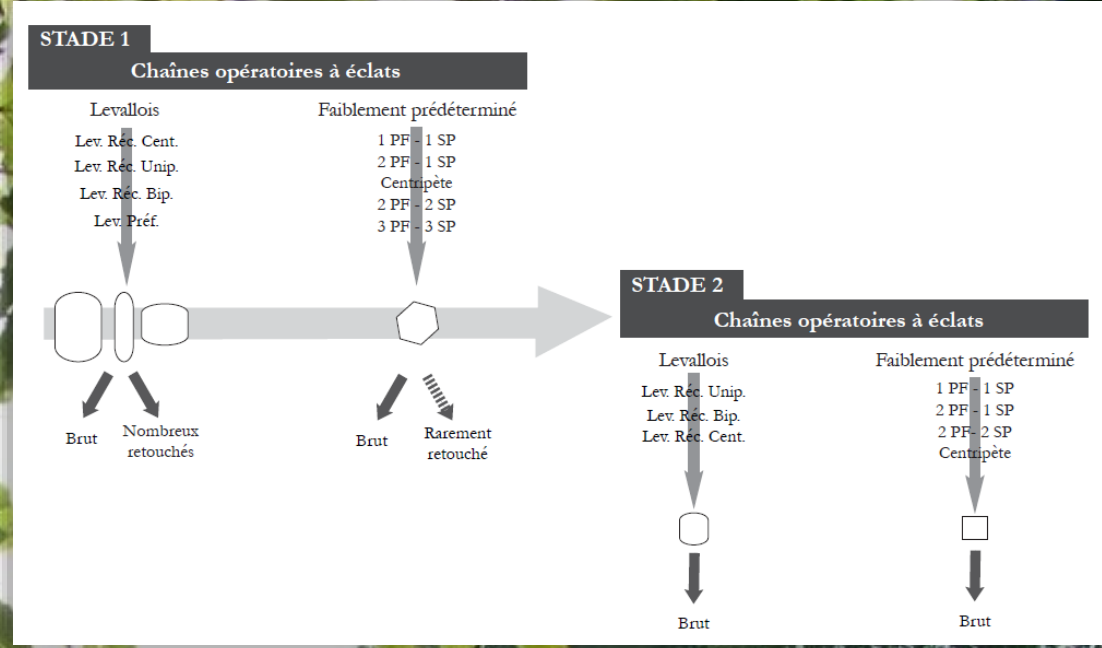 STADE 1
Chaînes opératoires à éclats
Levallois
Lev. Réc. Cent.
Lev. Réc. Unip.
Lev. Réc. Bip.
Lev. Préf.
Faiblement prédéterminé
1 PF - 1 SP
2 PF - 1 SP
Centripète
2 PF - 2 SP
3 PF - 3 SP
Brut
Nombreux
retouchés
Brut
Rarement
retouché
STADE 2
Chaînes opératoires à éclats
Levallois
Lev. Réc. Unip.
Lev. Réc. Bip.
Lev. Réc. Cent.
Faiblement prédéterminé
1 PF - 1 SP
2 PF - 1 SP
2 PF- 2 SP
Centripète
Brut
Brut